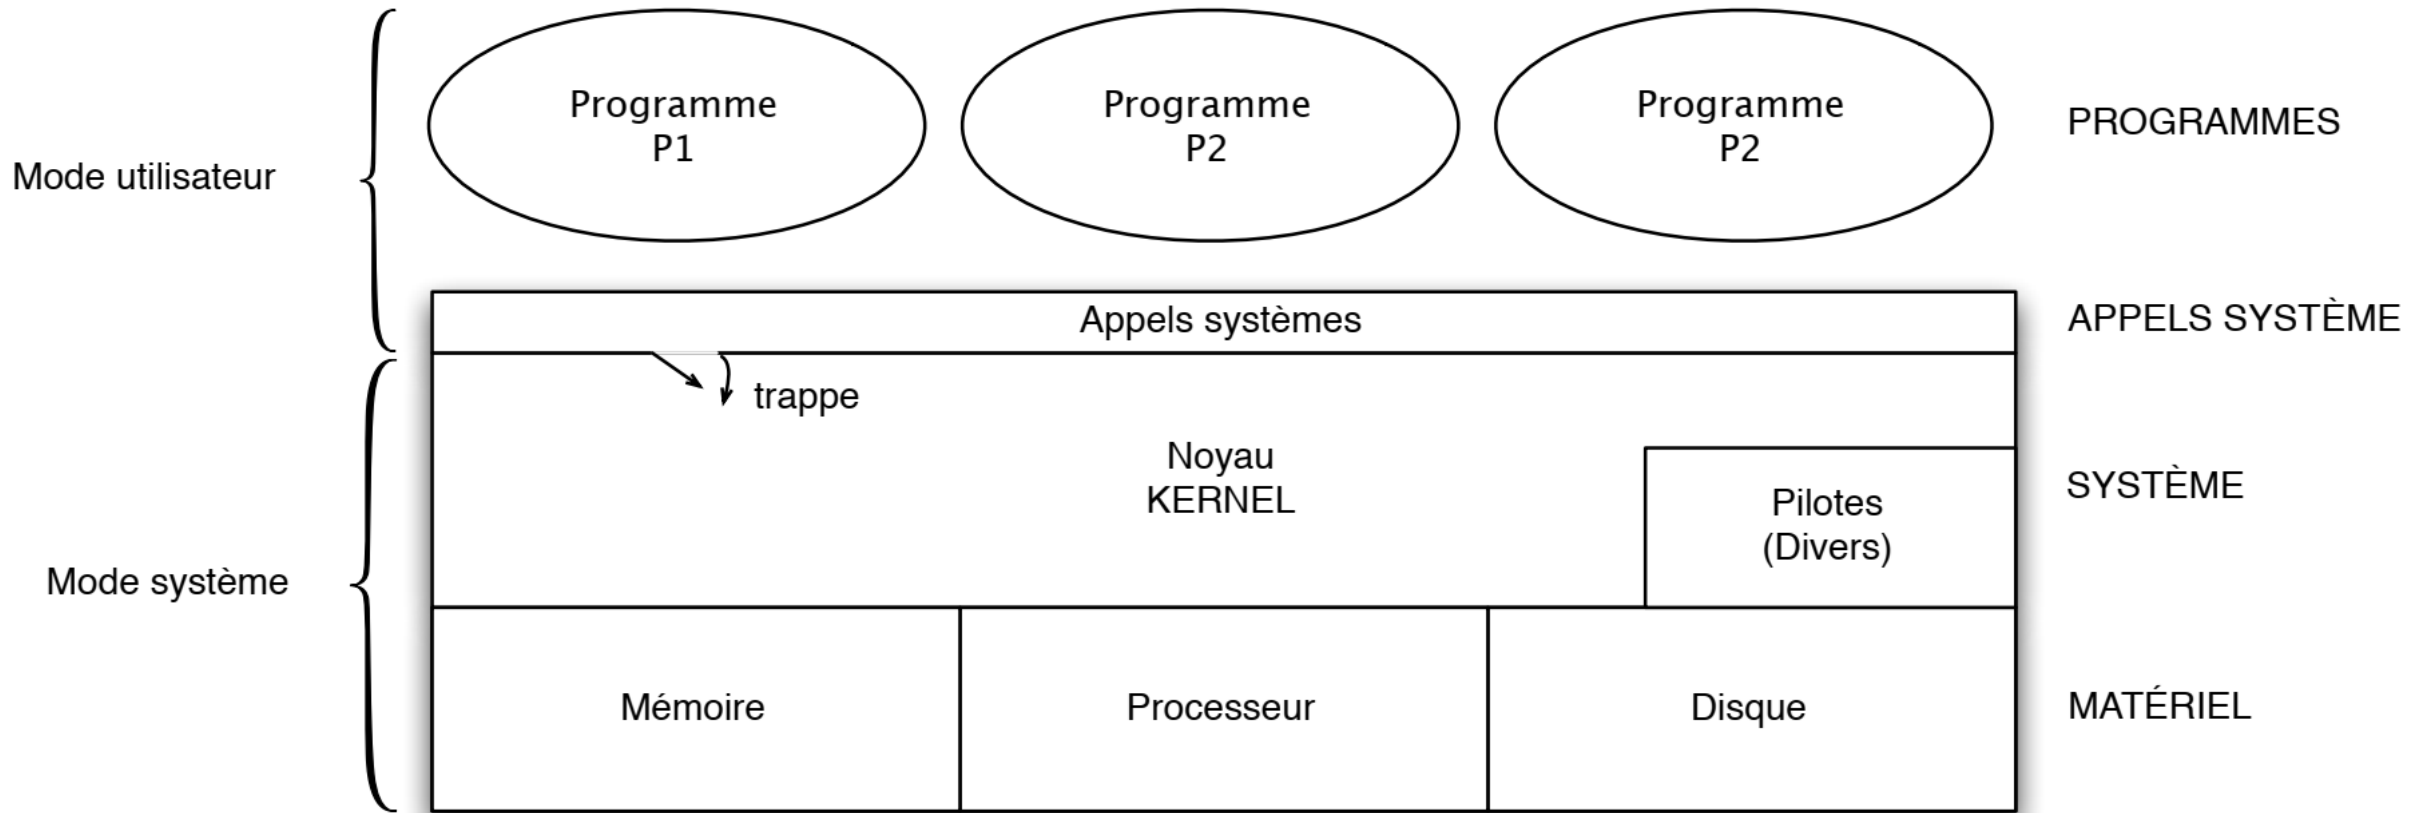 Programme
P1
Programme
P2
Programme
P2
PROGRAMMES
Mode utilisateur
Appels systèmes
APPELS SYSTÈME
trappe
Noyau
KERNEL
Pilotes
(Divers)
SYSTÈME
Mode système
Mémoire
Processeur
Disque
MATÉRIEL